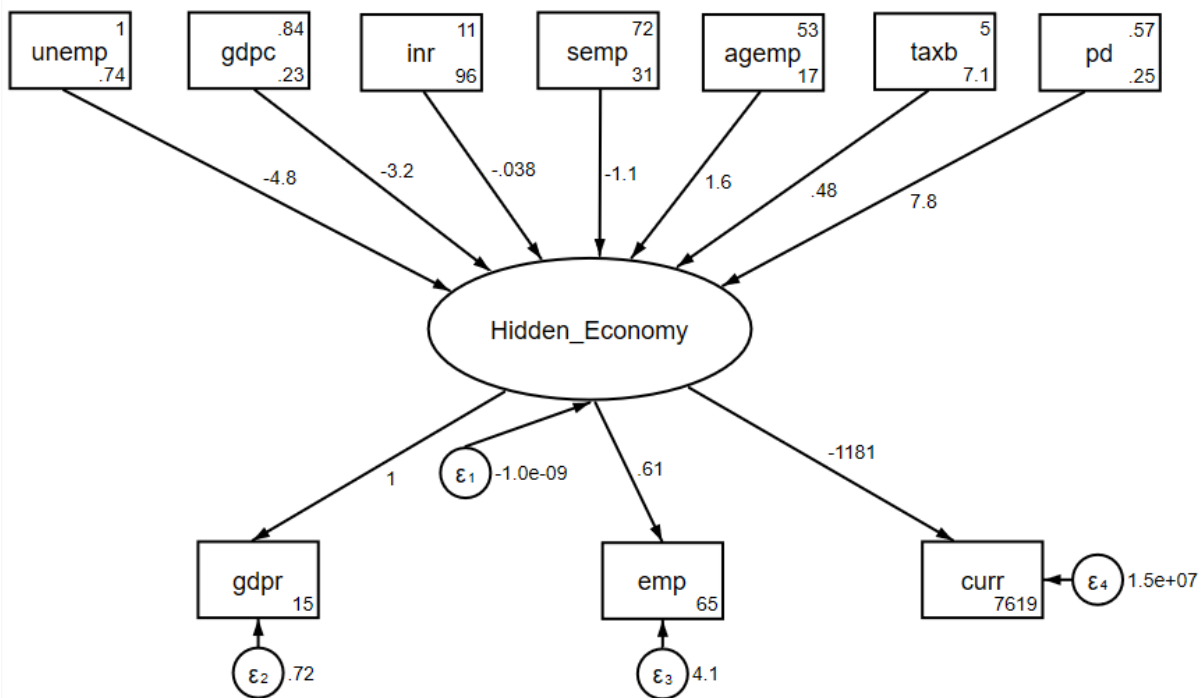 1 .84 11 72 53 5 .57
unemp gdpc inr semp agemp taxb pd
.74 .23 96 31 17 7.1 .25
-4.8 -3.2 -.038 -1.1 1.6 .48 7.8
Hidden_Economy
1 ε1 -1.0e-09 .61 -1181
gdpr emp curr ε4 1.5e+07
15 65 7619
ε2 .72 ε3 4.1